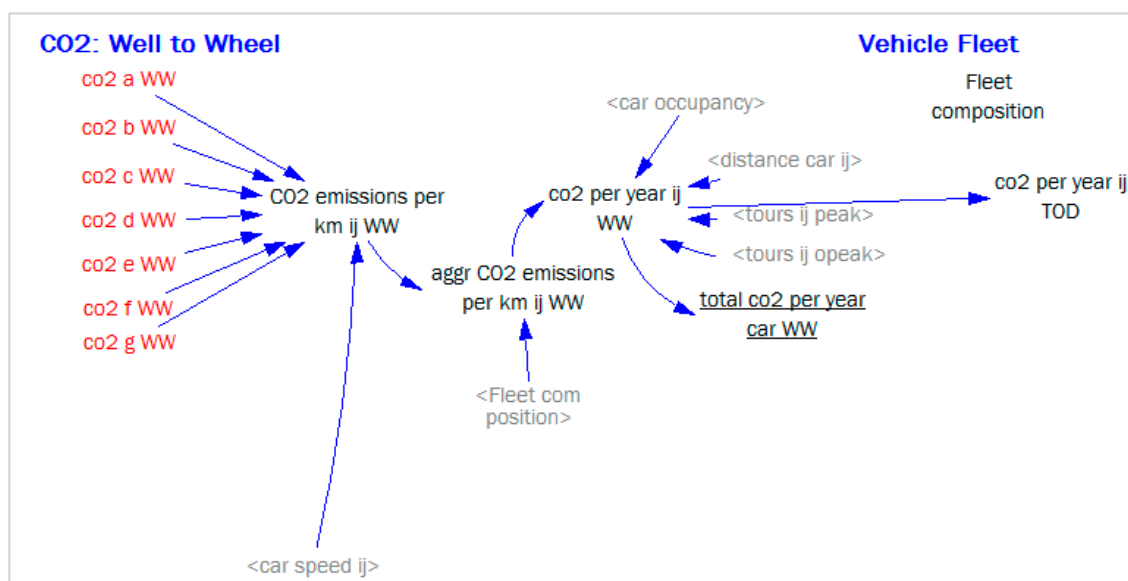 CO2: Well to Wheel
Vehicle Fleet
co2 a WW
co2 b WW
co2 c WW
co2 d WW
co2 e WW
co2 f WW
co2 g WW
CO2 emissions per
km ij WW
<car speed ij>
aggr CO2 emissions
per km ij WW
<Fleet com
position>
<car occupancy>
<distance car ij>
co2 per year ij
WW
<tours ij peak>
<tours ij opeak>
total co2 per year
car WW
Fleet
composition
co2 per year ij
TOD